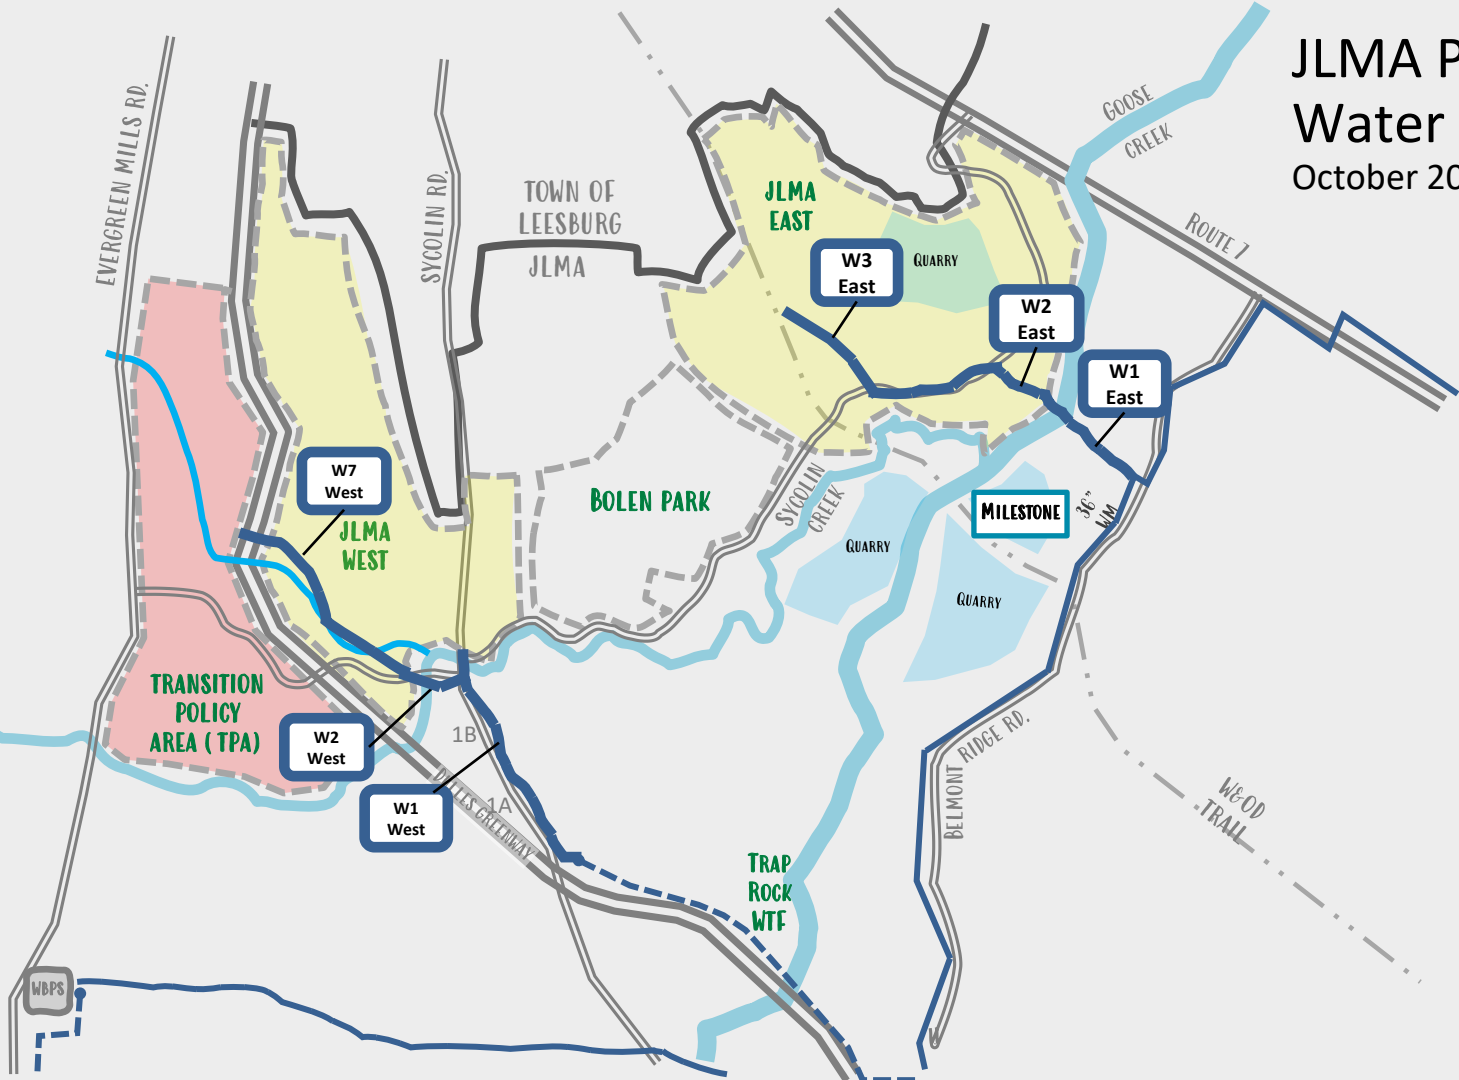 JLMA P
Water
October 20
GOOSE
CREEK
ROUTE 7
EVERGREEN MILLS RD.
SYCOLIN RD.
TOWN OF
LEESBURG
JLMA
JLMA
EAST
QUARRY
W3
East
W2
East
W1
East
W7
West
JLMA
WEST
BOLEN PARK
SYCOLIN
CREEK
QUARRY
MILESTONE
36"
WM
QUARRY
TRANSITION
POLICY
AREA ( TPA)
W2
West
W1
West
1B
1A
DULLES GREENWAY
BELMONT
RIDGE RD.
W&OD
TRAIL
TRAP
ROCK
WTF
WBPS